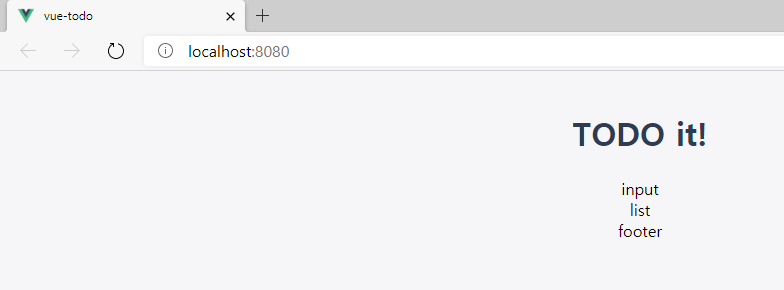 vue-todo
localhost:8080
TODO it!
input
list
footer